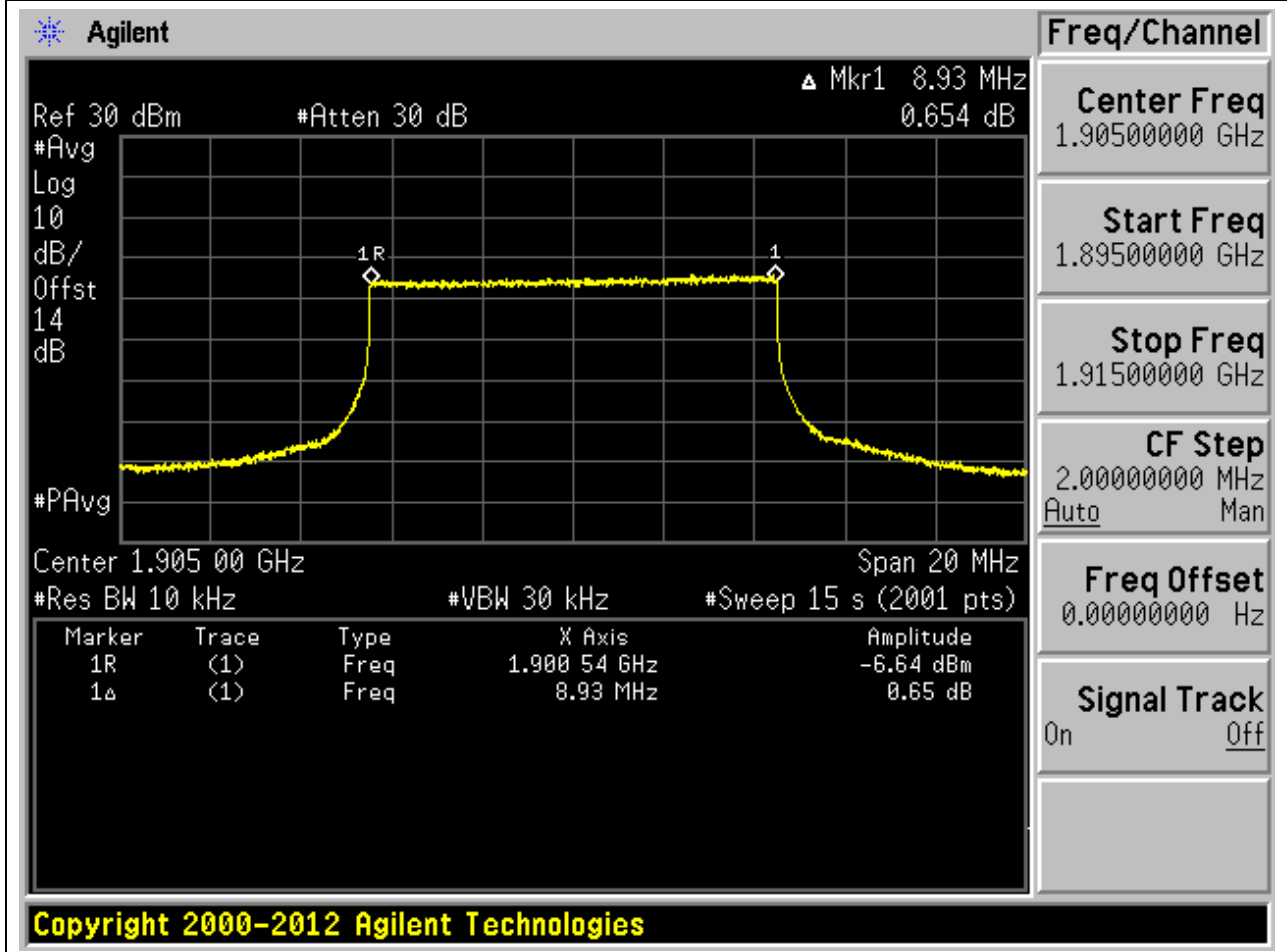 Agilent
Freq/Channel
▵ Mkr1 8.93 MHz
Ref 30 dBm #Atten 30 dB 0.654 dB
#Avg
Log
10
dB/
Offst
14
dB
1R
1
#PAvg
Center 1.905 00 GHz Span 20 MHz
#Res BW 10 kHz #VBW 30 kHz #Sweep 15 s (2001 pts)
Marker Trace Type X Axis Amplitude
1R (1) Freq 1.900 54 GHz -6.64 dBm
1▵ (1) Freq 8.93 MHz 0.65 dB
Center Freq
1.90500000 GHz
Start Freq
1.89500000 GHz
Stop Freq
1.91500000 GHz
CF Step
2.00000000 MHz
Auto Man
Freq Offset
0.00000000 Hz
Signal Track
On Off
Copyright 2000-2012 Agilent Technologies